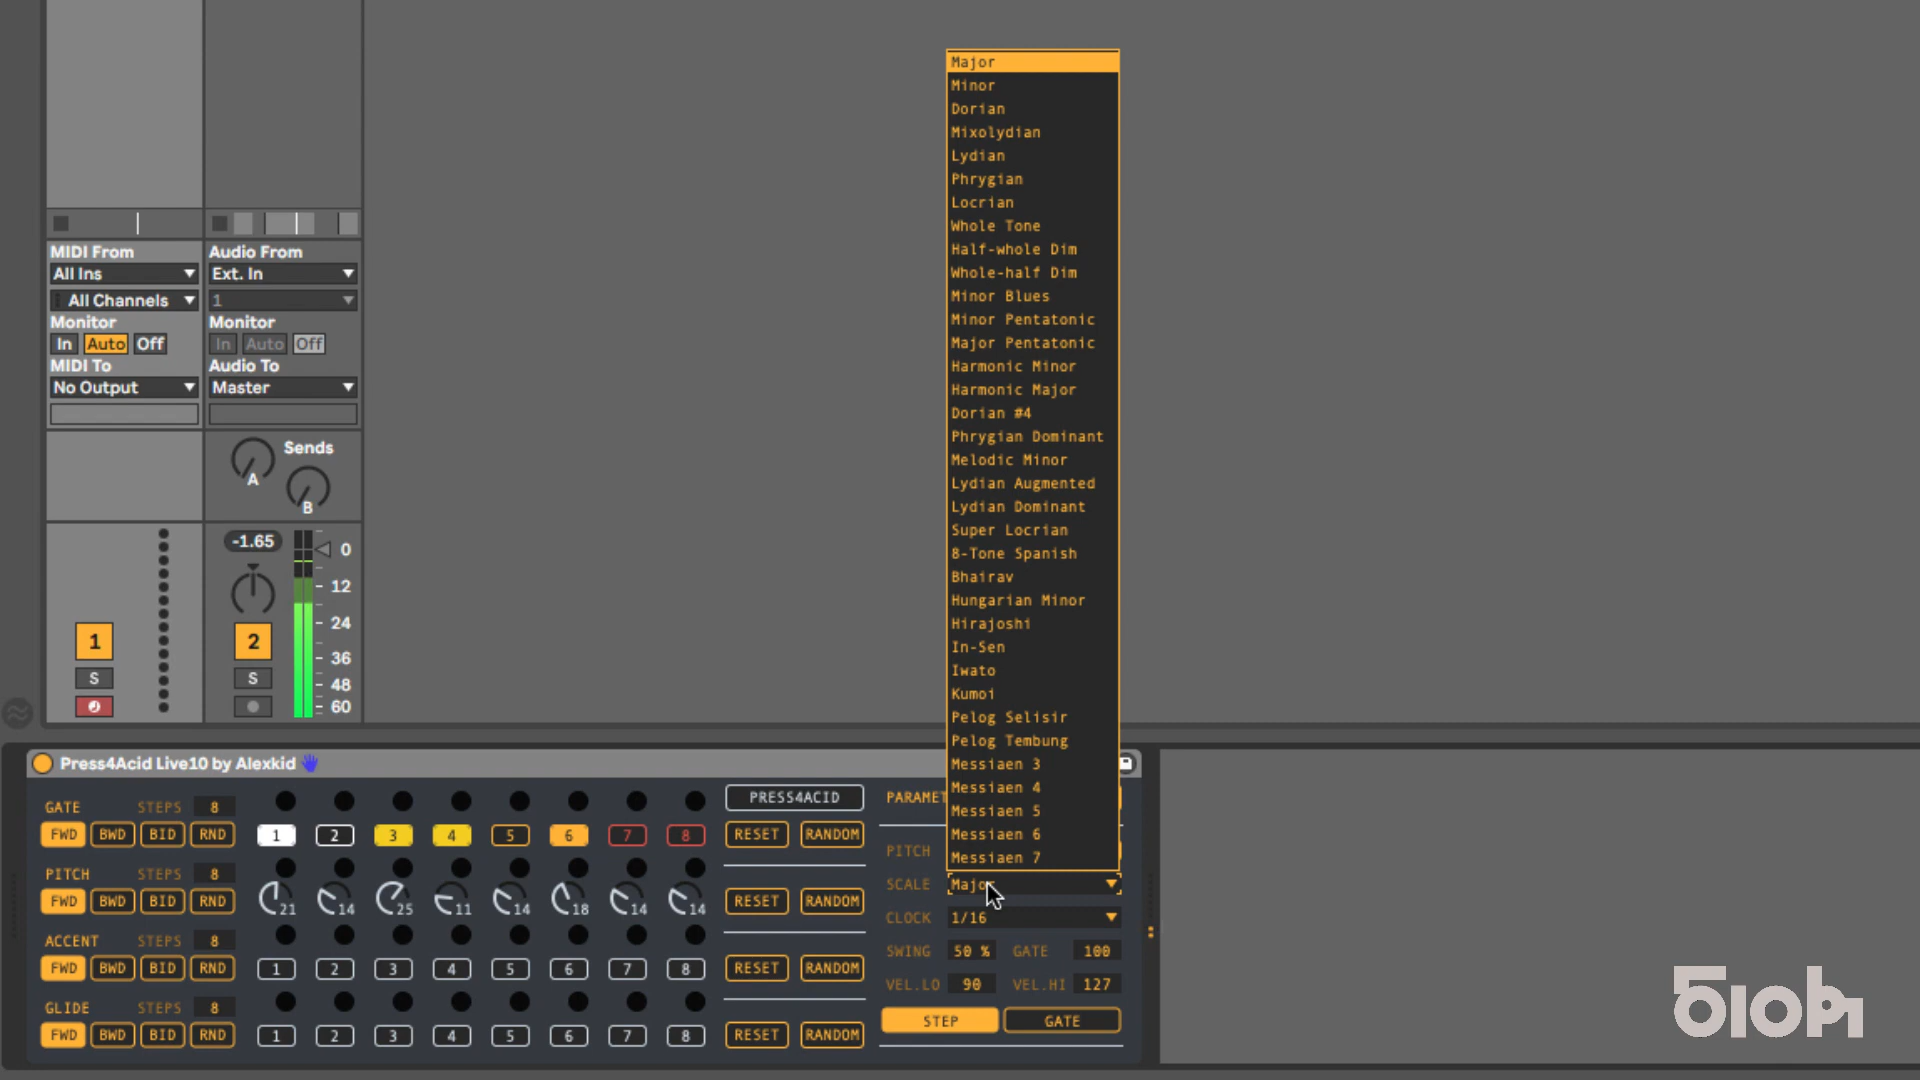 Major
Minor
Dorian
Mixolydian
Lydian
Phrygian
Locrian
Whole Tone
Half-whole Dim
Whole-half Dim
Minor Blues
Minor Pentatonic
Major Pentatonic
Harmonic Minor
Harmonic Major
Dorian #4
Phrygian Dominant
Melodic Minor
Lydian Augmented
Lydian Dominant
Super Locrian
8-Tone Spanish
Bhairav
Hungarian Minor
Hirajoshi
In-Sen
Iwato
Kumoi
Pelog Selisir
Pelog Tembung
Messiaen 3
Messiaen 4
Messiaen 5
Messiaen 6
Messiaen 7
MIDI From
All Ins
All Channels
Monitor
In Auto Off
MIDI To
No Output
Audio From
Ext. In
1
Monitor
In Auto Off
Audio To
Master
Sends
A
B
-1.65
0
12
24
36
48
60
1
S
2
S
Press4Acid Live10 by Alexkid
GATE STEPS 8
FWD BWD BID RND
1 2 3 4 5 6 7 8
PRESS4ACID
RESET RANDOM
PITCH STEPS 8
FWD BWD BID RND
21 14 25 11 14 18 14 14
RESET RANDOM
ACCENT STEPS 8
FWD BWD BID RND
1 2 3 4 5 6 7 8
RESET RANDOM
GLIDE STEPS 8
FWD BWD BID RND
1 2 3 4 5 6 7 8
RESET RANDOM
PARAMET
PITCH
SCALE Major
CLOCK 1/16
SWING 50 % GATE 100
VEL.LO 90 VEL.HI 127
STEP GATE